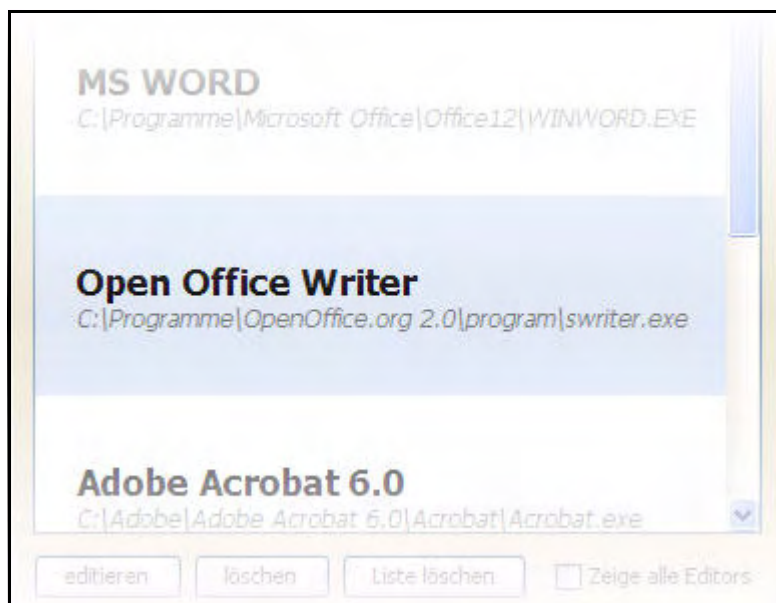 MS WORD
C:\Programme\Microsoft Office\Office12\WINWORD.EXE
Open Office Writer
C:\Programme\OpenOffice.org 2.0\program\swriter.exe
Adobe Acrobat 6.0
C:\Adobe\Adobe Acrobat 6.0\Acrobat\Acrobat.exe
editieren löschen Liste löschen Zeige alle Editors